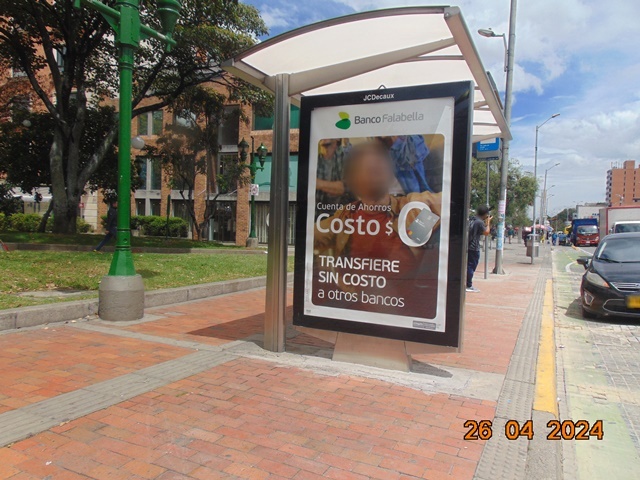 JCDecaux
Banco Falabella
Cuenta de Ahorros
Costo $0
TRANSFIERE
SIN COSTO
a otros bancos
26 04 2024